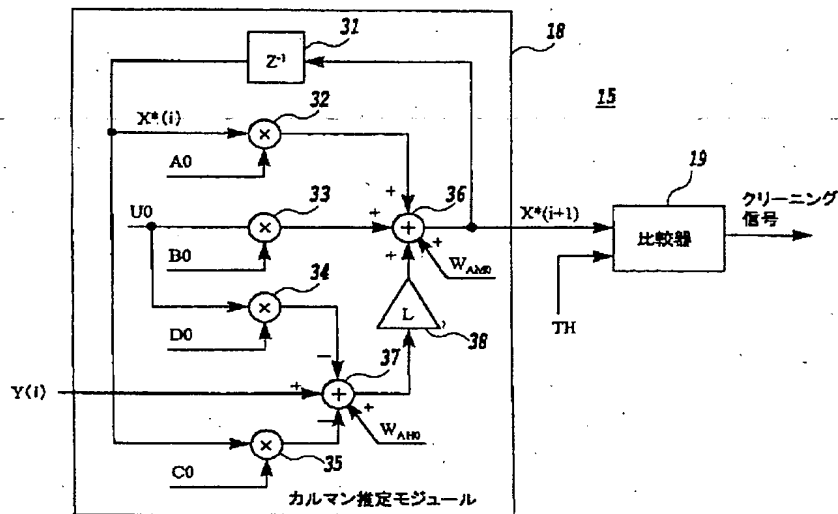 31
18
Z⁻¹
32
15
X*(i)
A0
19
33
36
クリーニング
信号
U0
X*(i+1)
比較器
B0
W_AM0
34
L
TH
D0
38
37
Y(i)
W_AH0
C0
35
カルマン推定モジュール